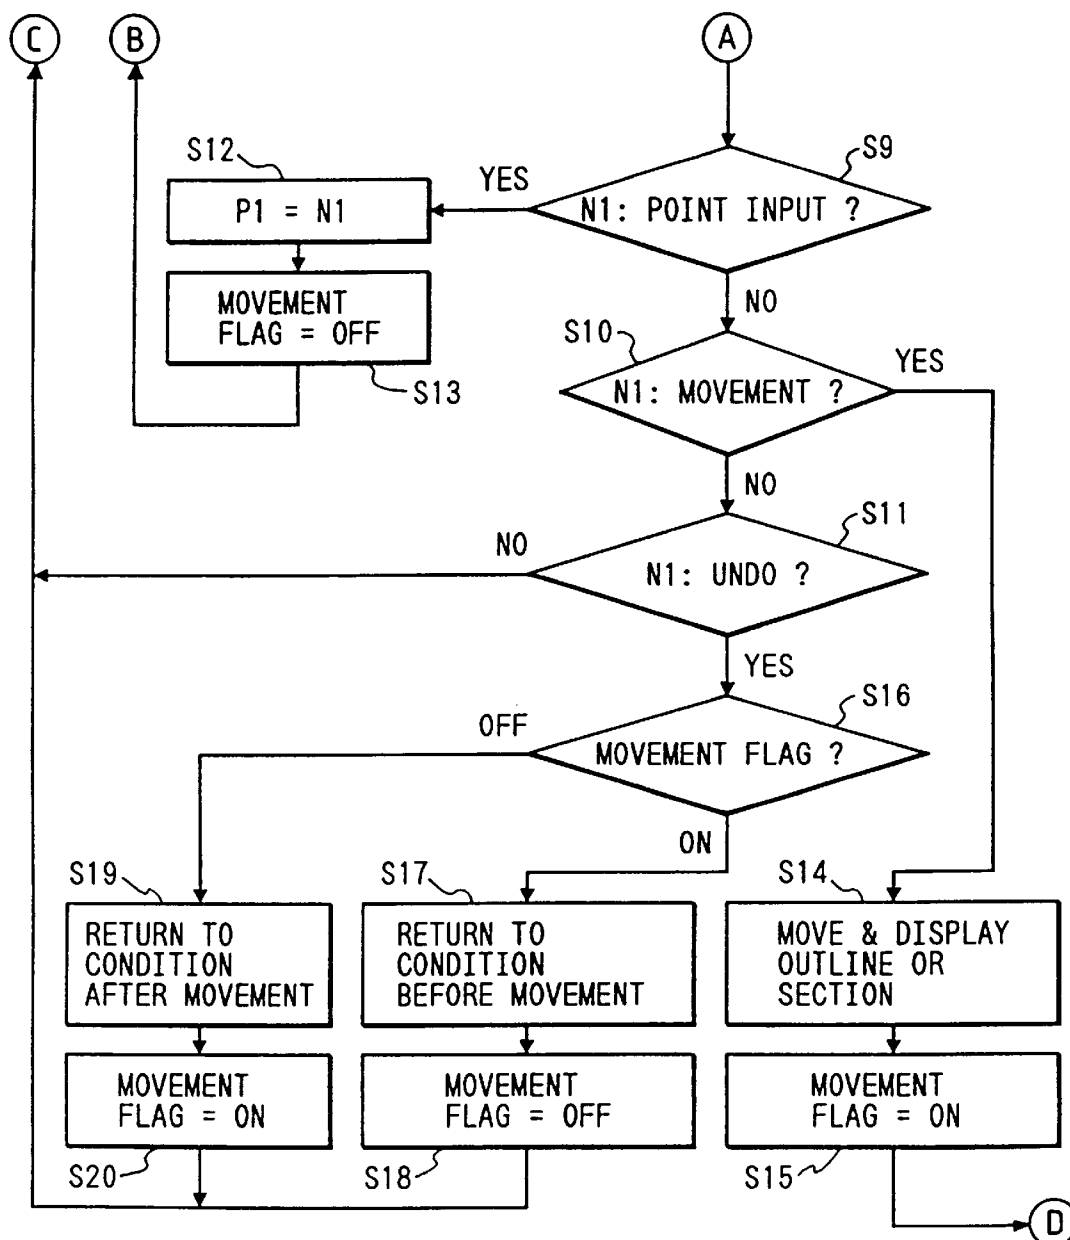 C
B
A
S12
S9
YES
P1 = N1
N1: POINT INPUT ?
MOVEMENT
FLAG = OFF
NO
S10
YES
S13
N1: MOVEMENT ?
NO
S11
NO
N1: UNDO ?
YES
S16
OFF
MOVEMENT FLAG ?
ON
S19
S17
S14
RETURN TO
CONDITION
AFTER MOVEMENT
RETURN TO
CONDITION
BEFORE MOVEMENT
MOVE & DISPLAY
OUTLINE OR
SECTION
MOVEMENT
FLAG = ON
MOVEMENT
FLAG = OFF
MOVEMENT
FLAG = ON
S20
S18
S15
D